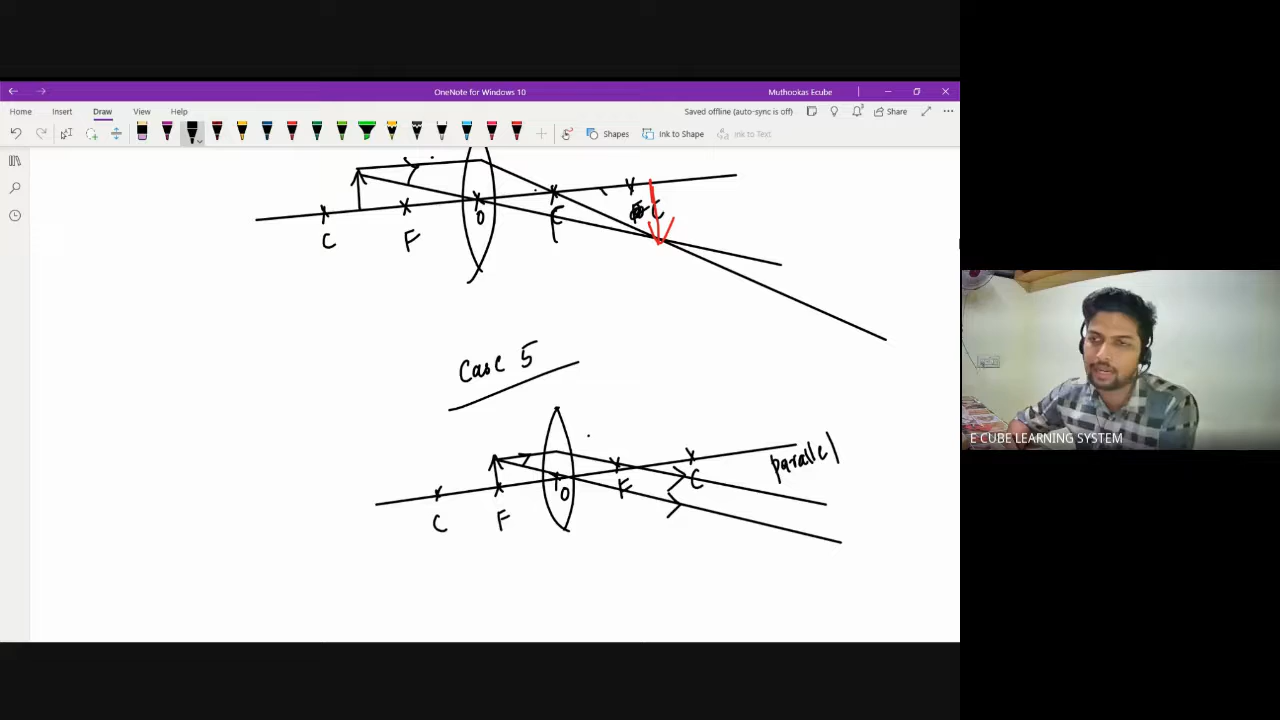 OneNote for Windows 10
Muthookas Ecube
Home Insert Draw View Help
Saved offline (auto-sync is off)
3
Share
Shapes
Ink to Shape
Ink to Text
C F O F C
Case 5
C F O F C parallel
E CUBE LEARNING SYSTEM